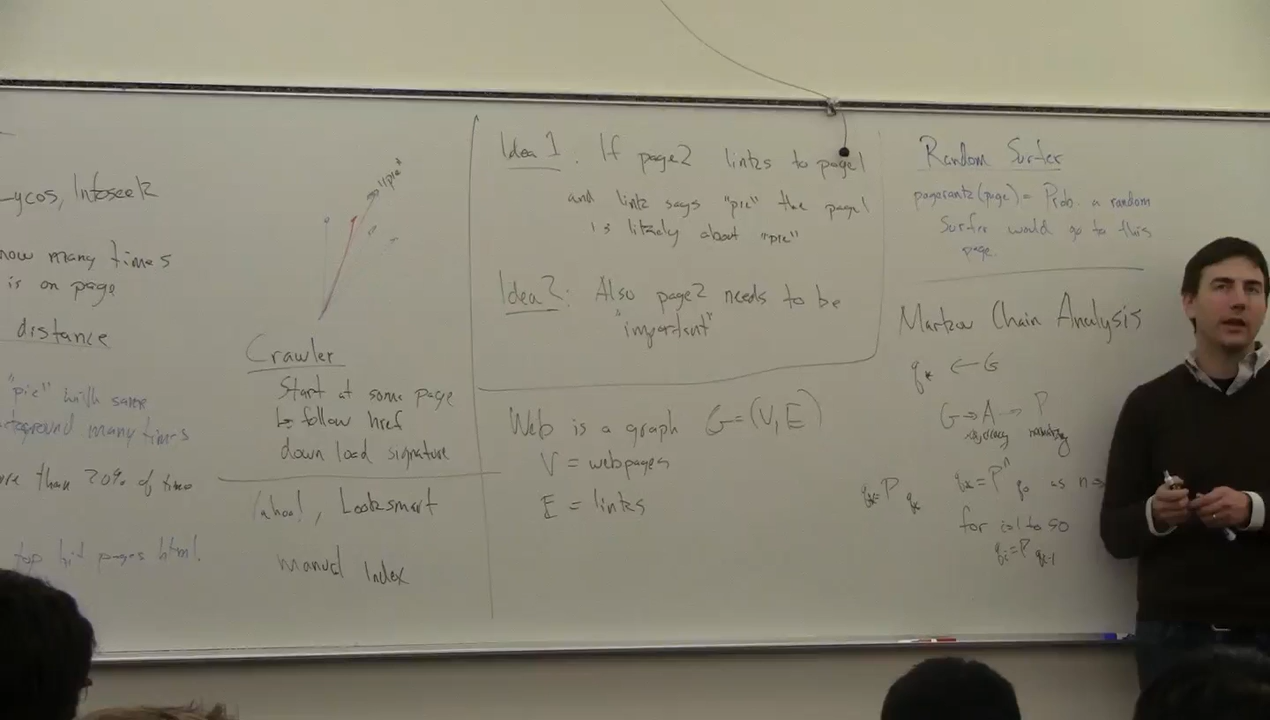 Lycos, Infoseek
how many times
is on page
distance
"pie" with same
background many times
more than 20% of time
top hit pages html.
"pie"
Crawler
Start at some page
↳ follow href
down load signature
Yahoo!, Looksmart
manual Index
Idea 1. If page2 links to page1
and link says "pie" the page1
is likely about "pie"
Idea 2: Also page2 needs to be
"important"
Web is a graph G=(V,E)
V = webpages
E = links
Random Surfer
pagerank(page) = Prob. a random
Surfer would go to this
page.
Markov Chain Analysis
q* ← G
G → A → P
adjacency
q*=P q*
q*=P^n q0 as n→
for i=1 to 50
qi=P qi-1